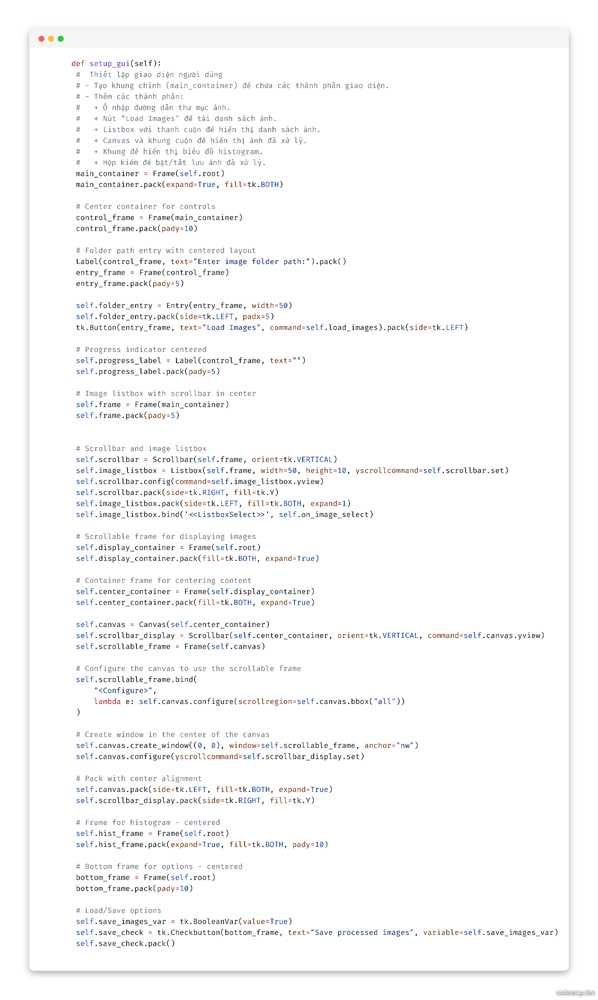 def setup_gui(self):
#  Thiết lập giao diện người dùng
# - Tạo khung chính (main_container) để chứa các thành phần giao diện.
# - Thêm các thành phần:
#   + Ô nhập đường dẫn thư mục ảnh.
#   + Nút "Load Images" để tải danh sách ảnh.
#   + Listbox với thanh cuộn để hiển thị danh sách ảnh.
#   + Canvas và khung cuộn để hiển thị ảnh đã xử lý.
#   + Khung để hiển thị biểu đồ histogram.
#   + Hộp kiểm để bật/tắt lưu ảnh đã xử lý.
main_container = Frame(self.root)
main_container.pack(expand=True, fill=tk.BOTH)
# Center container for controls
control_frame = Frame(main_container)
control_frame.pack(pady=10)
# Folder path entry with centered layout
Label(control_frame, text="Enter image folder path:").pack()
entry_frame = Frame(control_frame)
entry_frame.pack(pady=5)
self.folder_entry = Entry(entry_frame, width=50)
self.folder_entry.pack(side=tk.LEFT, padx=5)
tk.Button(entry_frame, text="Load Images", command=self.load_images).pack(side=tk.LEFT)
# Progress indicator centered
self.progress_label = Label(control_frame, text="")
self.progress_label.pack(pady=5)
# Image listbox with scrollbar in center
self.frame = Frame(main_container)
self.frame.pack(pady=5)
# Scrollbar and image listbox
self.scrollbar = Scrollbar(self.frame, orient=tk.VERTICAL)
self.image_listbox = Listbox(self.frame, width=50, height=10, yscrollcommand=self.scrollbar.set)
self.scrollbar.config(command=self.image_listbox.yview)
self.scrollbar.pack(side=tk.RIGHT, fill=tk.Y)
self.image_listbox.pack(side=tk.LEFT, fill=tk.BOTH, expand=1)
self.image_listbox.bind('<<ListboxSelect>>', self.on_image_select)
# Scrollable frame for displaying images
self.display_container = Frame(self.root)
self.display_container.pack(fill=tk.BOTH, expand=True)
# Container frame for centering content
self.center_container = Frame(self.display_container)
self.center_container.pack(fill=tk.BOTH, expand=True)
self.canvas = Canvas(self.center_container)
self.scrollbar_display = Scrollbar(self.center_container, orient=tk.VERTICAL, command=self.canvas.yview)
self.scrollable_frame = Frame(self.canvas)
# Configure the canvas to use the scrollable frame
self.scrollable_frame.bind(
"<Configure>",
lambda e: self.canvas.configure(scrollregion=self.canvas.bbox("all"))
)
# Create window in the center of the canvas
self.canvas.create_window((0, 0), window=self.scrollable_frame, anchor="nw")
self.canvas.configure(yscrollcommand=self.scrollbar_display.set)
# Pack with center alignment
self.canvas.pack(side=tk.LEFT, fill=tk.BOTH, expand=True)
self.scrollbar_display.pack(side=tk.RIGHT, fill=tk.Y)
# Frame for histogram - centered
self.hist_frame = Frame(self.root)
self.hist_frame.pack(expand=True, fill=tk.BOTH, pady=10)
# Bottom frame for options - centered
bottom_frame = Frame(self.root)
bottom_frame.pack(pady=10)
# Load/Save options
self.save_images_var = tk.BooleanVar(value=True)
self.save_check = tk.Checkbutton(bottom_frame, text="Save processed images", variable=self.save_images_var)
self.save_check.pack()
codesnap.dev